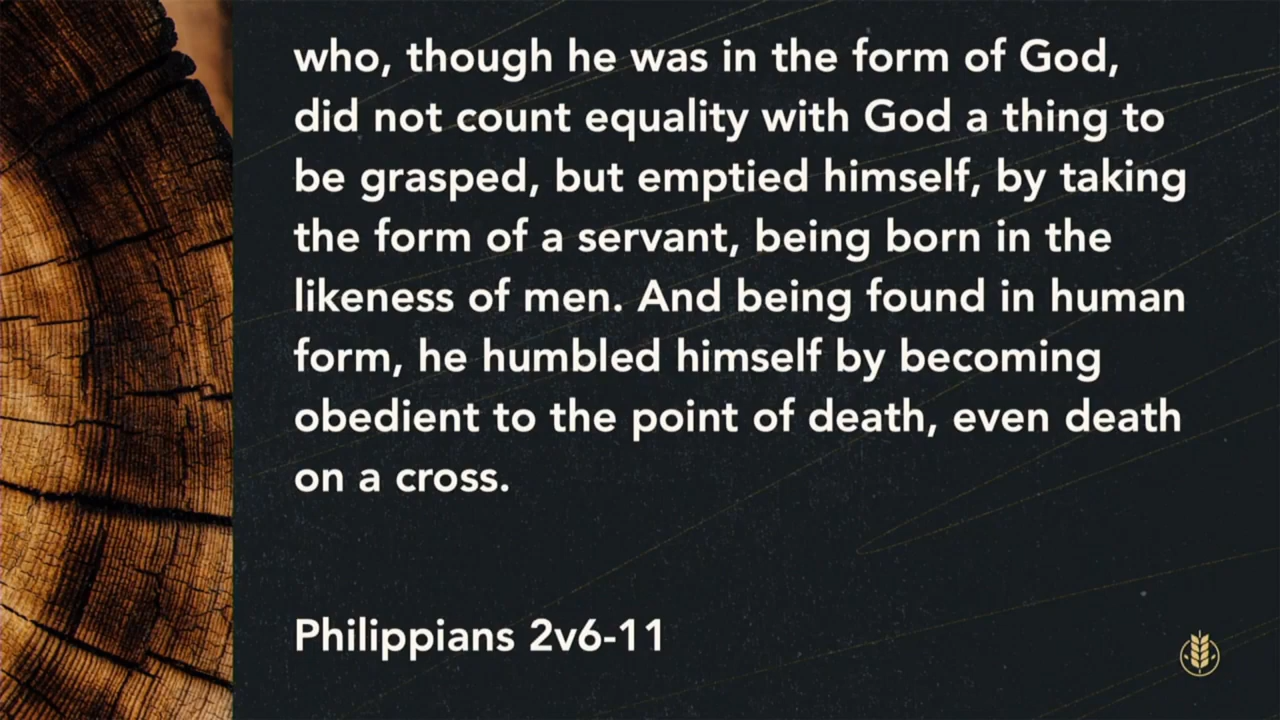 who, though he was in the form of God,
did not count equality with God a thing to
be grasped, but emptied himself, by taking
the form of a servant, being born in the
likeness of men. And being found in human
form, he humbled himself by becoming
obedient to the point of death, even death
on a cross.
Philippians 2v6-11